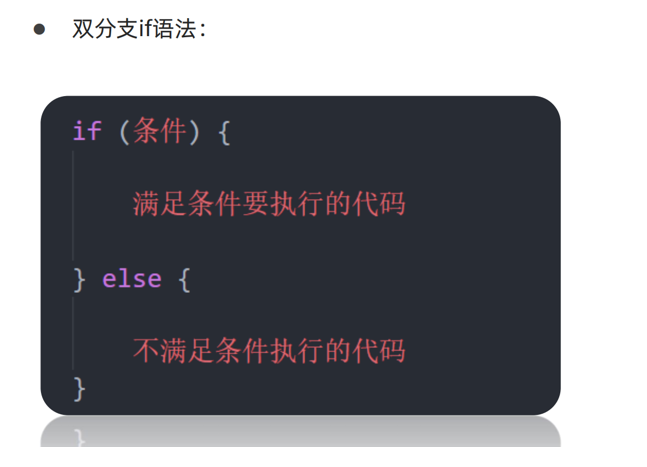 双分支if语法：
if (条件) {
满足条件要执行的代码
} else {
不满足条件执行的代码
}